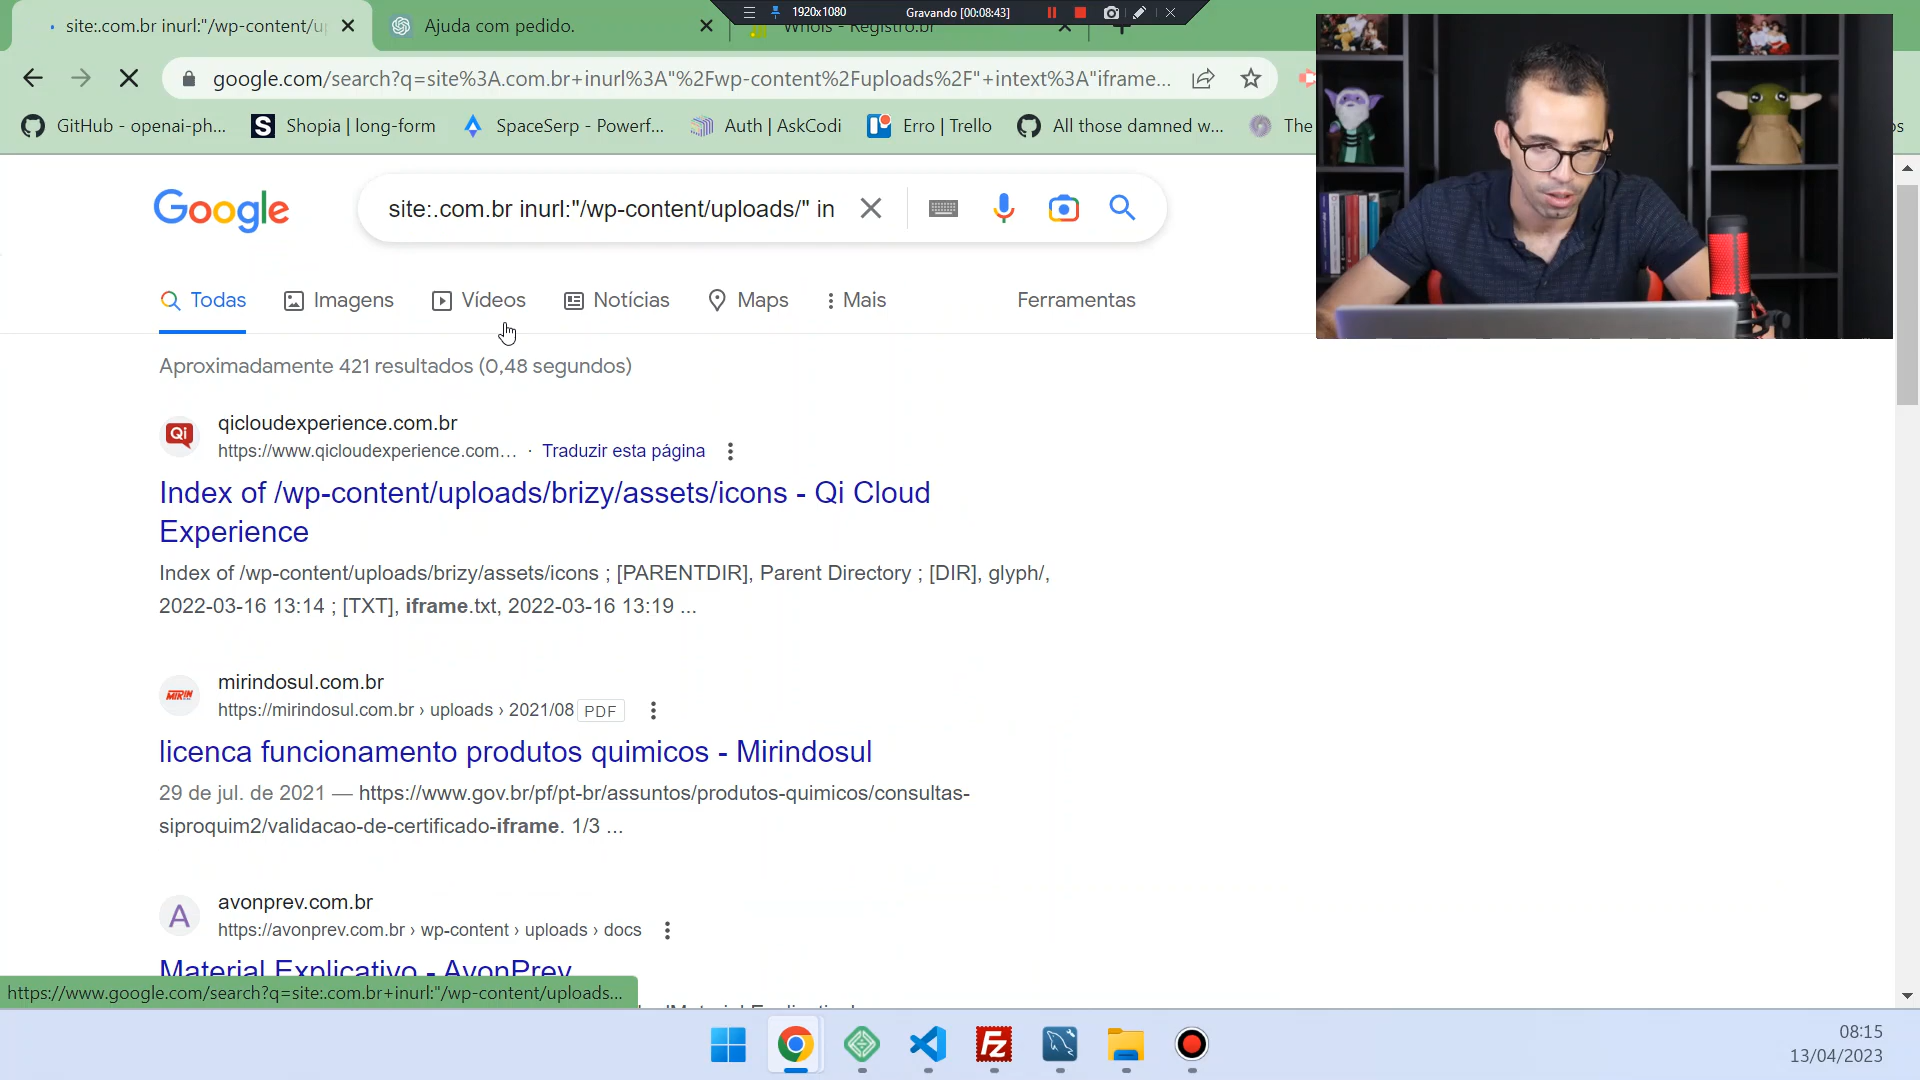 1920x1080
Gravando [00:08:43]
site:.com.br inurl:"/wp-content/u
Ajuda com pedido.
Whois - Registro.br
google.com/search?q=site%3A.com.br+inurl%3A"%2Fwp-content%2Fuploads%2F"+intext%3A"iframe...
GitHub - openai-ph...
Shopia | long-form
SpaceSerp - Powerf...
Auth | AskCodi
Erro | Trello
All those damned w...
The
Google
site:.com.br inurl:"/wp-content/uploads/" in
Todas
Imagens
Vídeos
Notícias
Maps
Mais
Ferramentas
Aproximadamente 421 resultados (0,48 segundos)
Qi
qicloudexperience.com.br
https://www.qicloudexperience.com... · Traduzir esta página
Index of /wp-content/uploads/brizy/assets/icons - Qi Cloud
Experience
Index of /wp-content/uploads/brizy/assets/icons ; [PARENTDIR], Parent Directory ; [DIR], glyph/,
2022-03-16 13:14 ; [TXT], iframe.txt, 2022-03-16 13:19 ...
MIRIN
mirindosul.com.br
https://mirindosul.com.br › uploads › 2021/08 PDF
licenca funcionamento produtos quimicos - Mirindosul
29 de jul. de 2021 — https://www.gov.br/pf/pt-br/assuntos/produtos-quimicos/consultas-
siproquim2/validacao-de-certificado-iframe. 1/3 ...
A
avonprev.com.br
https://avonprev.com.br › wp-content › uploads › docs
Material Explicativo - AvonPrev
https://www.google.com/search?q=site:.com.br+inurl:"/wp-content/uploads...
Fz
08:15
13/04/2023